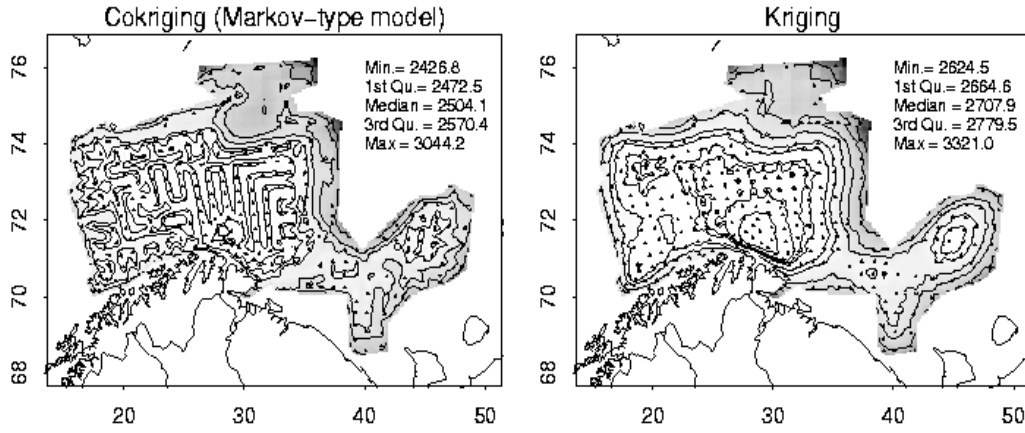 Cokriging (Markov-type model)
Min.= 2426.8
1st Qu.= 2472.5
Median = 2504.1
3rd Qu. = 2570.4
Max = 3044.2
76
74
72
70
68
20
30
40
50
Kriging
Min.= 2624.5
1st Qu.= 2664.6
Median = 2707.9
3rd Qu. = 2779.5
Max = 3321.0
76
74
72
70
68
20
30
40
50